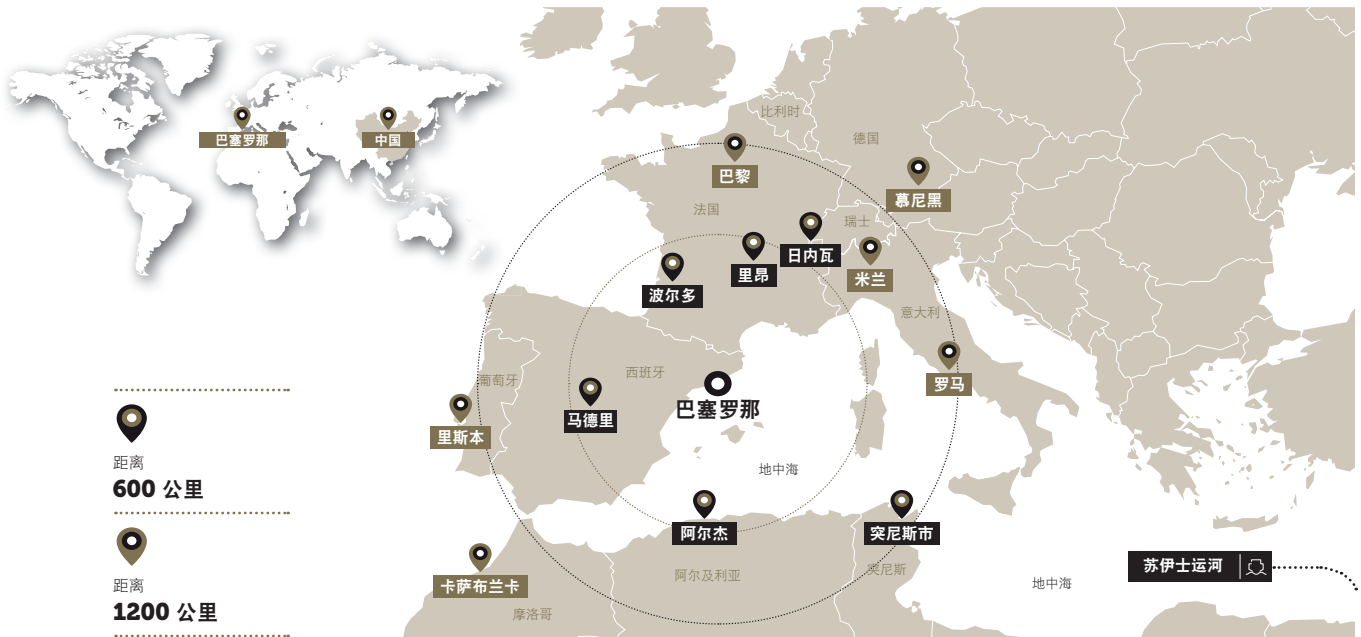 巴塞罗那
中国
比利时
德国
巴黎
慕尼黑
法国
瑞士
日内瓦
里昂
米兰
波尔多
意大利
西班牙
葡萄牙
罗马
巴塞罗那
马德里
里斯本
距离
600 公里
地中海
阿尔杰
突尼斯市
苏伊士运河
阿尔及利亚
突尼斯
地中海
卡萨布兰卡
摩洛哥
距离
1200 公里